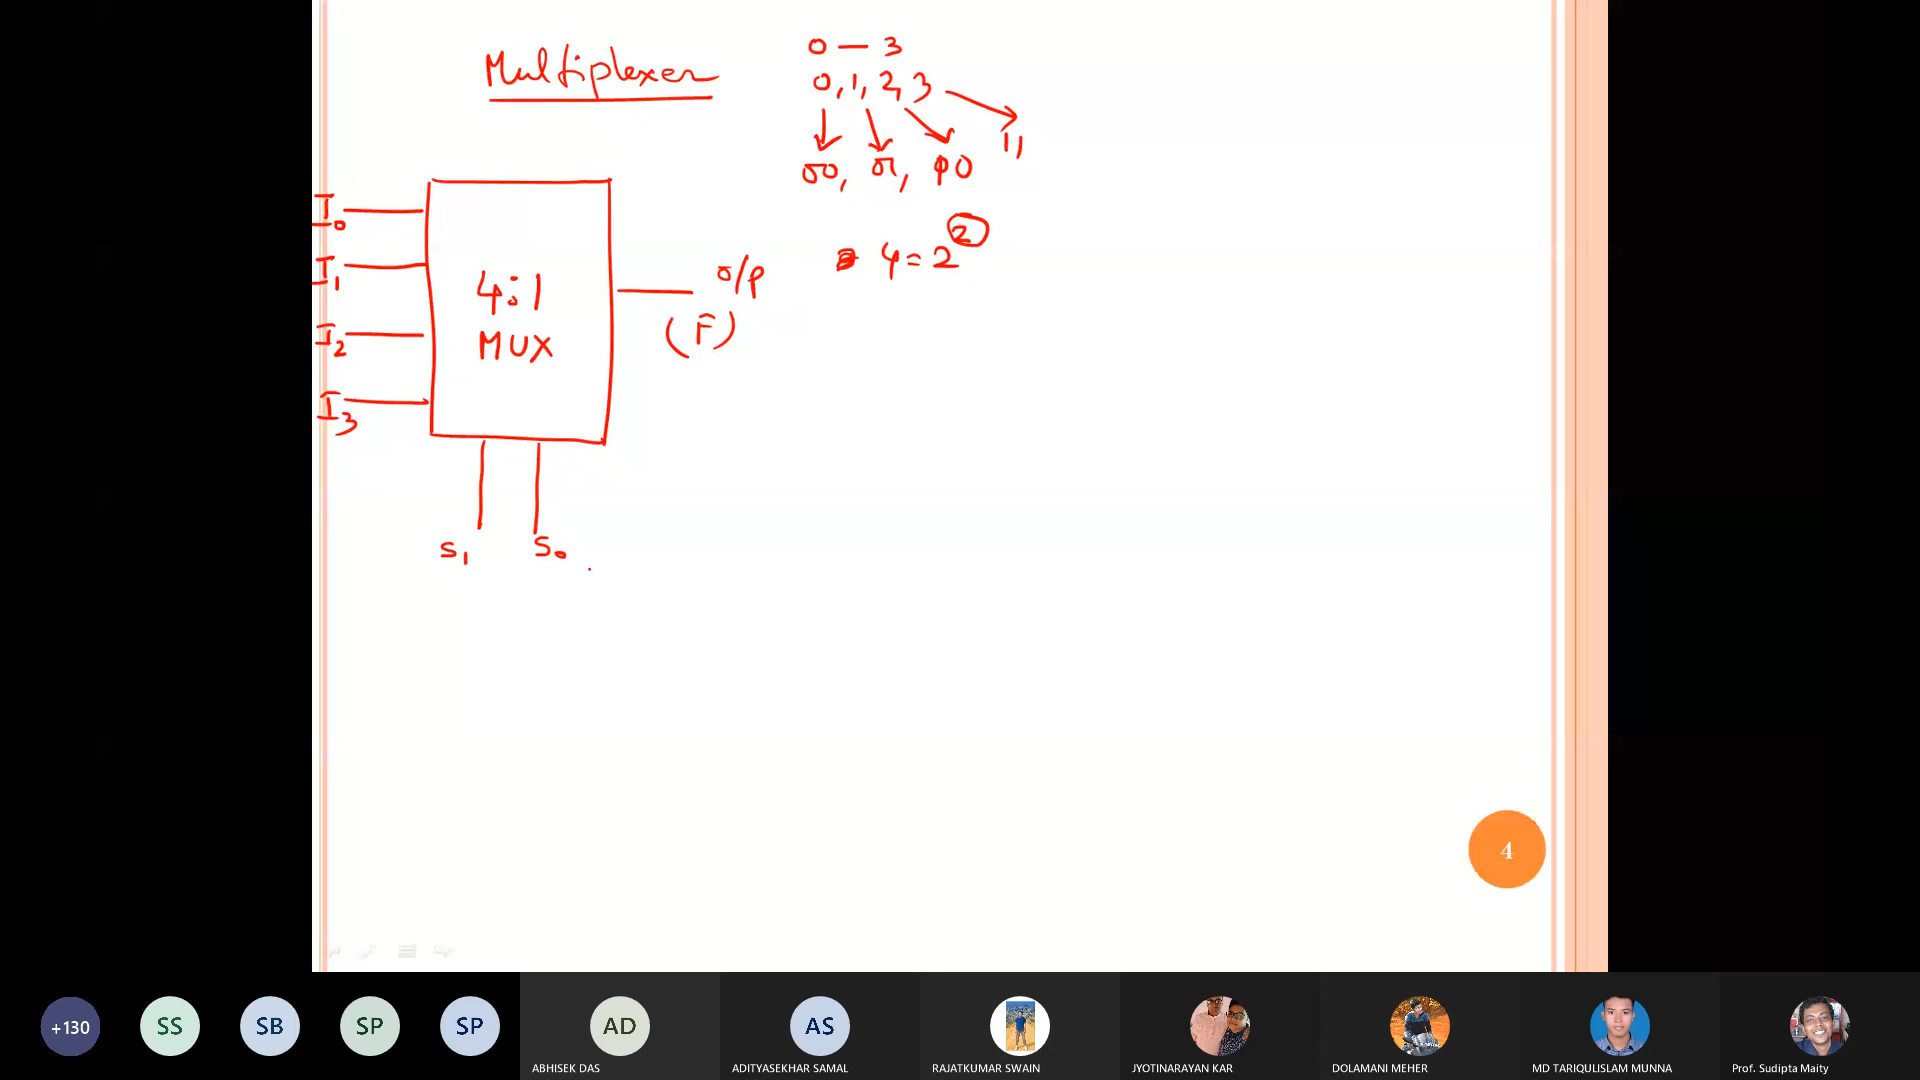 Multiplexer
0 — 3
0, 1, 2, 3
00, 01, 10
11
4 = 2²
I₀
I₁
I₂
I₃
4:1
MUX
o/p
(F)
S₁ S₀
4
+130
SS
SB
SP
SP
AD
AS
ABHISEK DAS
ADITYASEKHAR SAMAL
RAJATKUMAR SWAIN
JYOTINARAYAN KAR
DOLAMANI MEHER
MD TARIQULISLAM MUNNA
Prof. Sudipta Maity